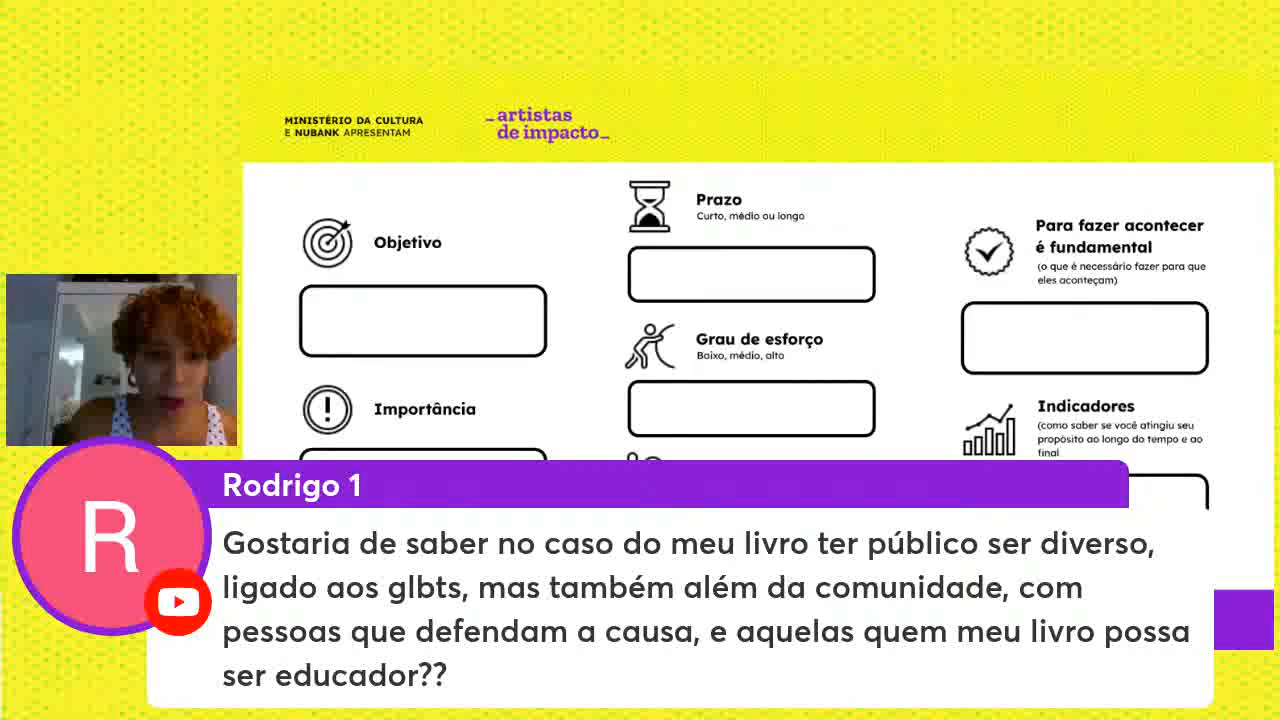 MINISTÉRIO DA CULTURA
E NUBANK APRESENTAM
_artistas
de impacto_
Objetivo
Importância
Prazo
Curto, médio ou longo
Grau de esforço
Baixo, médio, alto
Para fazer acontecer
é fundamental
(o que é necessário fazer para que
eles aconteçam)
Indicadores
(como saber se você atingiu seu
propósito ao longo do tempo e ao
final
R
Rodrigo 1
Gostaria de saber no caso do meu livro ter público ser diverso,
ligado aos glbts, mas também além da comunidade, com
pessoas que defendam a causa, e aquelas quem meu livro possa
ser educador??